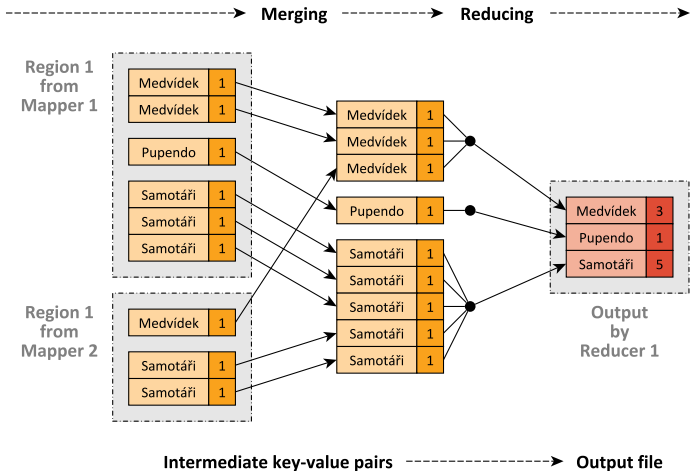 Merging
Reducing
Region 1
from
Mapper 1
Medvídek 1
Medvídek 1
Pupendo 1
Samotáři 1
Samotáři 1
Samotáři 1
Region 1
from
Mapper 2
Medvídek 1
Samotáři 1
Samotáři 1
Medvídek 1
Medvídek 1
Medvídek 1
Pupendo 1
Samotáři 1
Samotáři 1
Samotáři 1
Samotáři 1
Samotáři 1
Medvídek 3
Pupendo 1
Samotáři 5
Output
by
Reducer 1
Intermediate key-value pairs
Output file